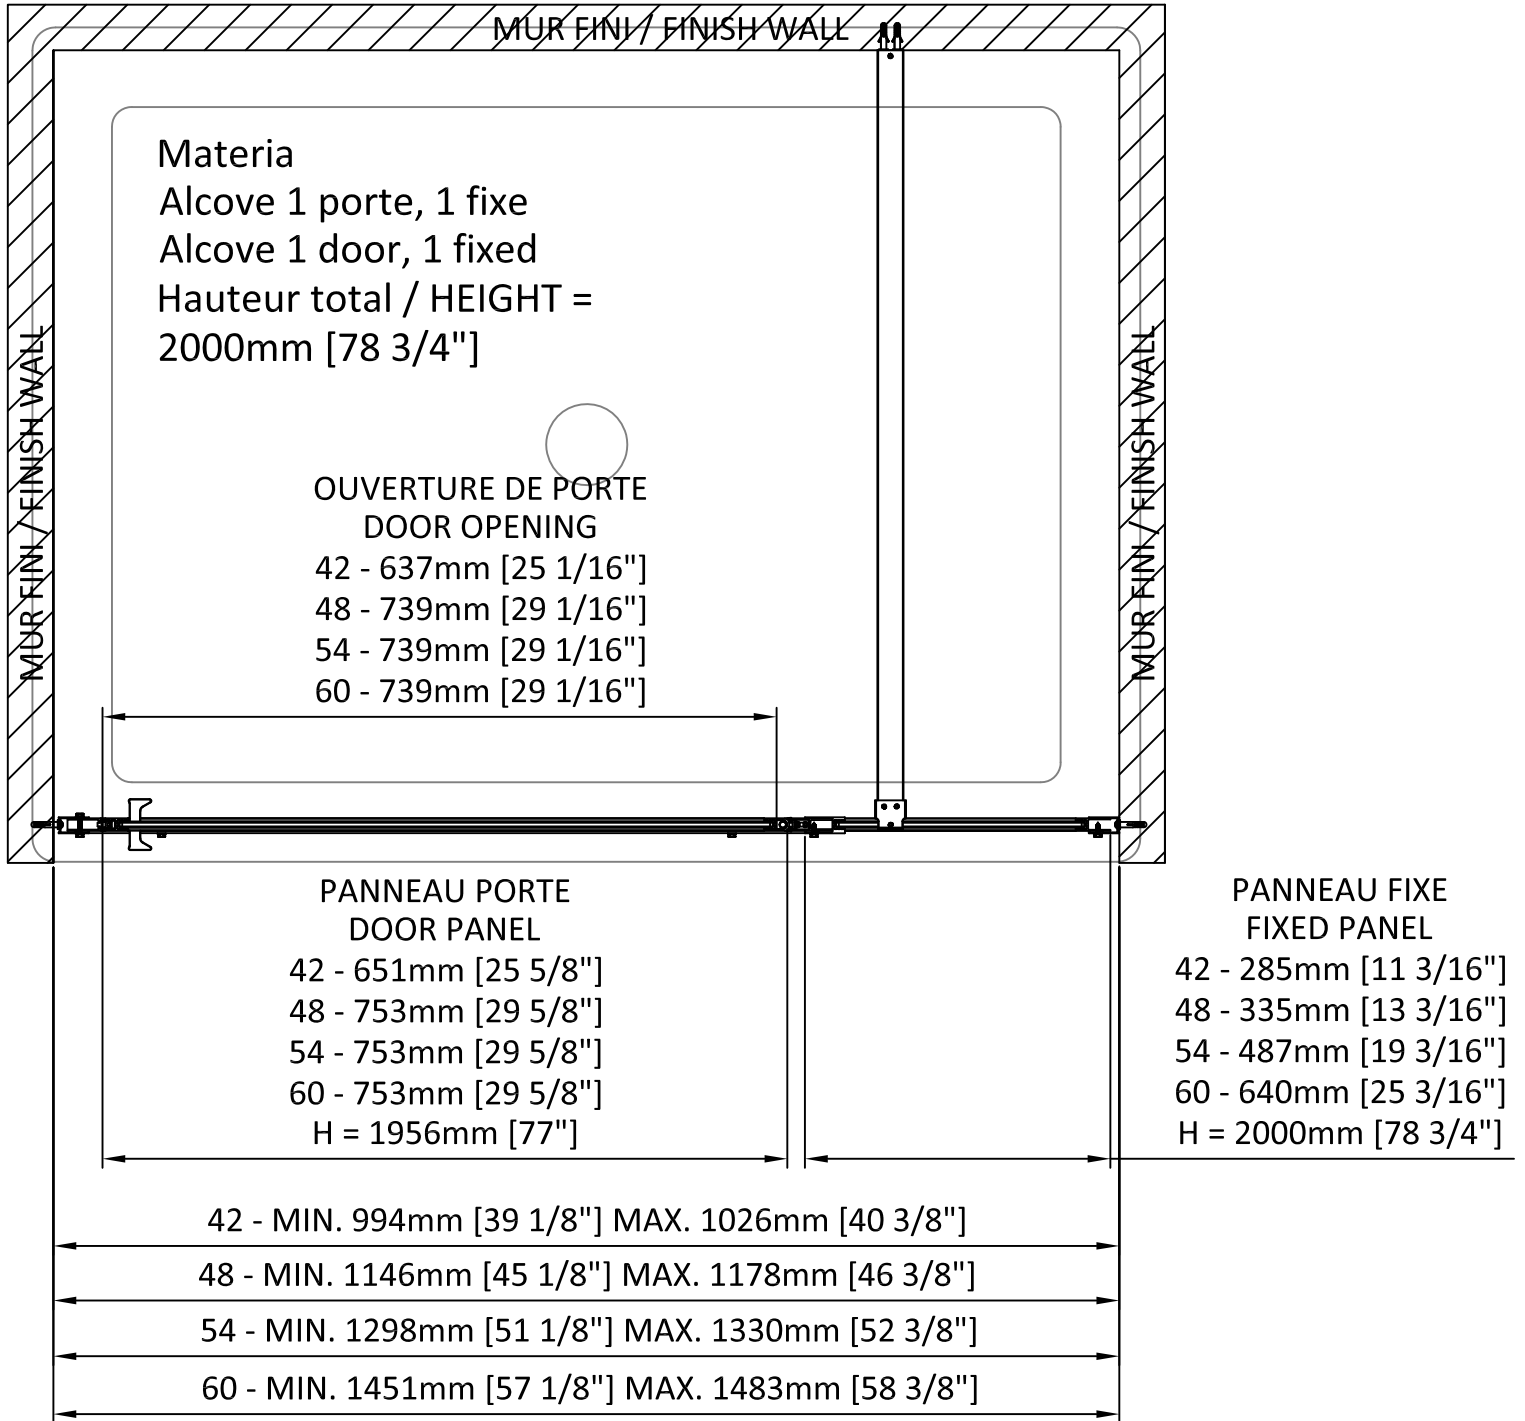 MUR FINI / FINISH WALL
Materia
Alcove 1 porte, 1 fixe
Alcove 1 door, 1 fixed
Hauteur total / HEIGHT =
2000mm [78 3/4"]
MUR FINI / FINISH WALL
MUR FINI / FINISH WALL
OUVERTURE DE PORTE
DOOR OPENING
42 - 637mm [25 1/16"]
48 - 739mm [29 1/16"]
54 - 739mm [29 1/16"]
60 - 739mm [29 1/16"]
PANNEAU PORTE
DOOR PANEL
42 - 651mm [25 5/8"]
48 - 753mm [29 5/8"]
54 - 753mm [29 5/8"]
60 - 753mm [29 5/8"]
H = 1956mm [77"]
PANNEAU FIXE
FIXED PANEL
42 - 285mm [11 3/16"]
48 - 335mm [13 3/16"]
54 - 487mm [19 3/16"]
60 - 640mm [25 3/16"]
H = 2000mm [78 3/4"]
42 - MIN. 994mm [39 1/8"] MAX. 1026mm [40 3/8"]
48 - MIN. 1146mm [45 1/8"] MAX. 1178mm [46 3/8"]
54 - MIN. 1298mm [51 1/8"] MAX. 1330mm [52 3/8"]
60 - MIN. 1451mm [57 1/8"] MAX. 1483mm [58 3/8"]